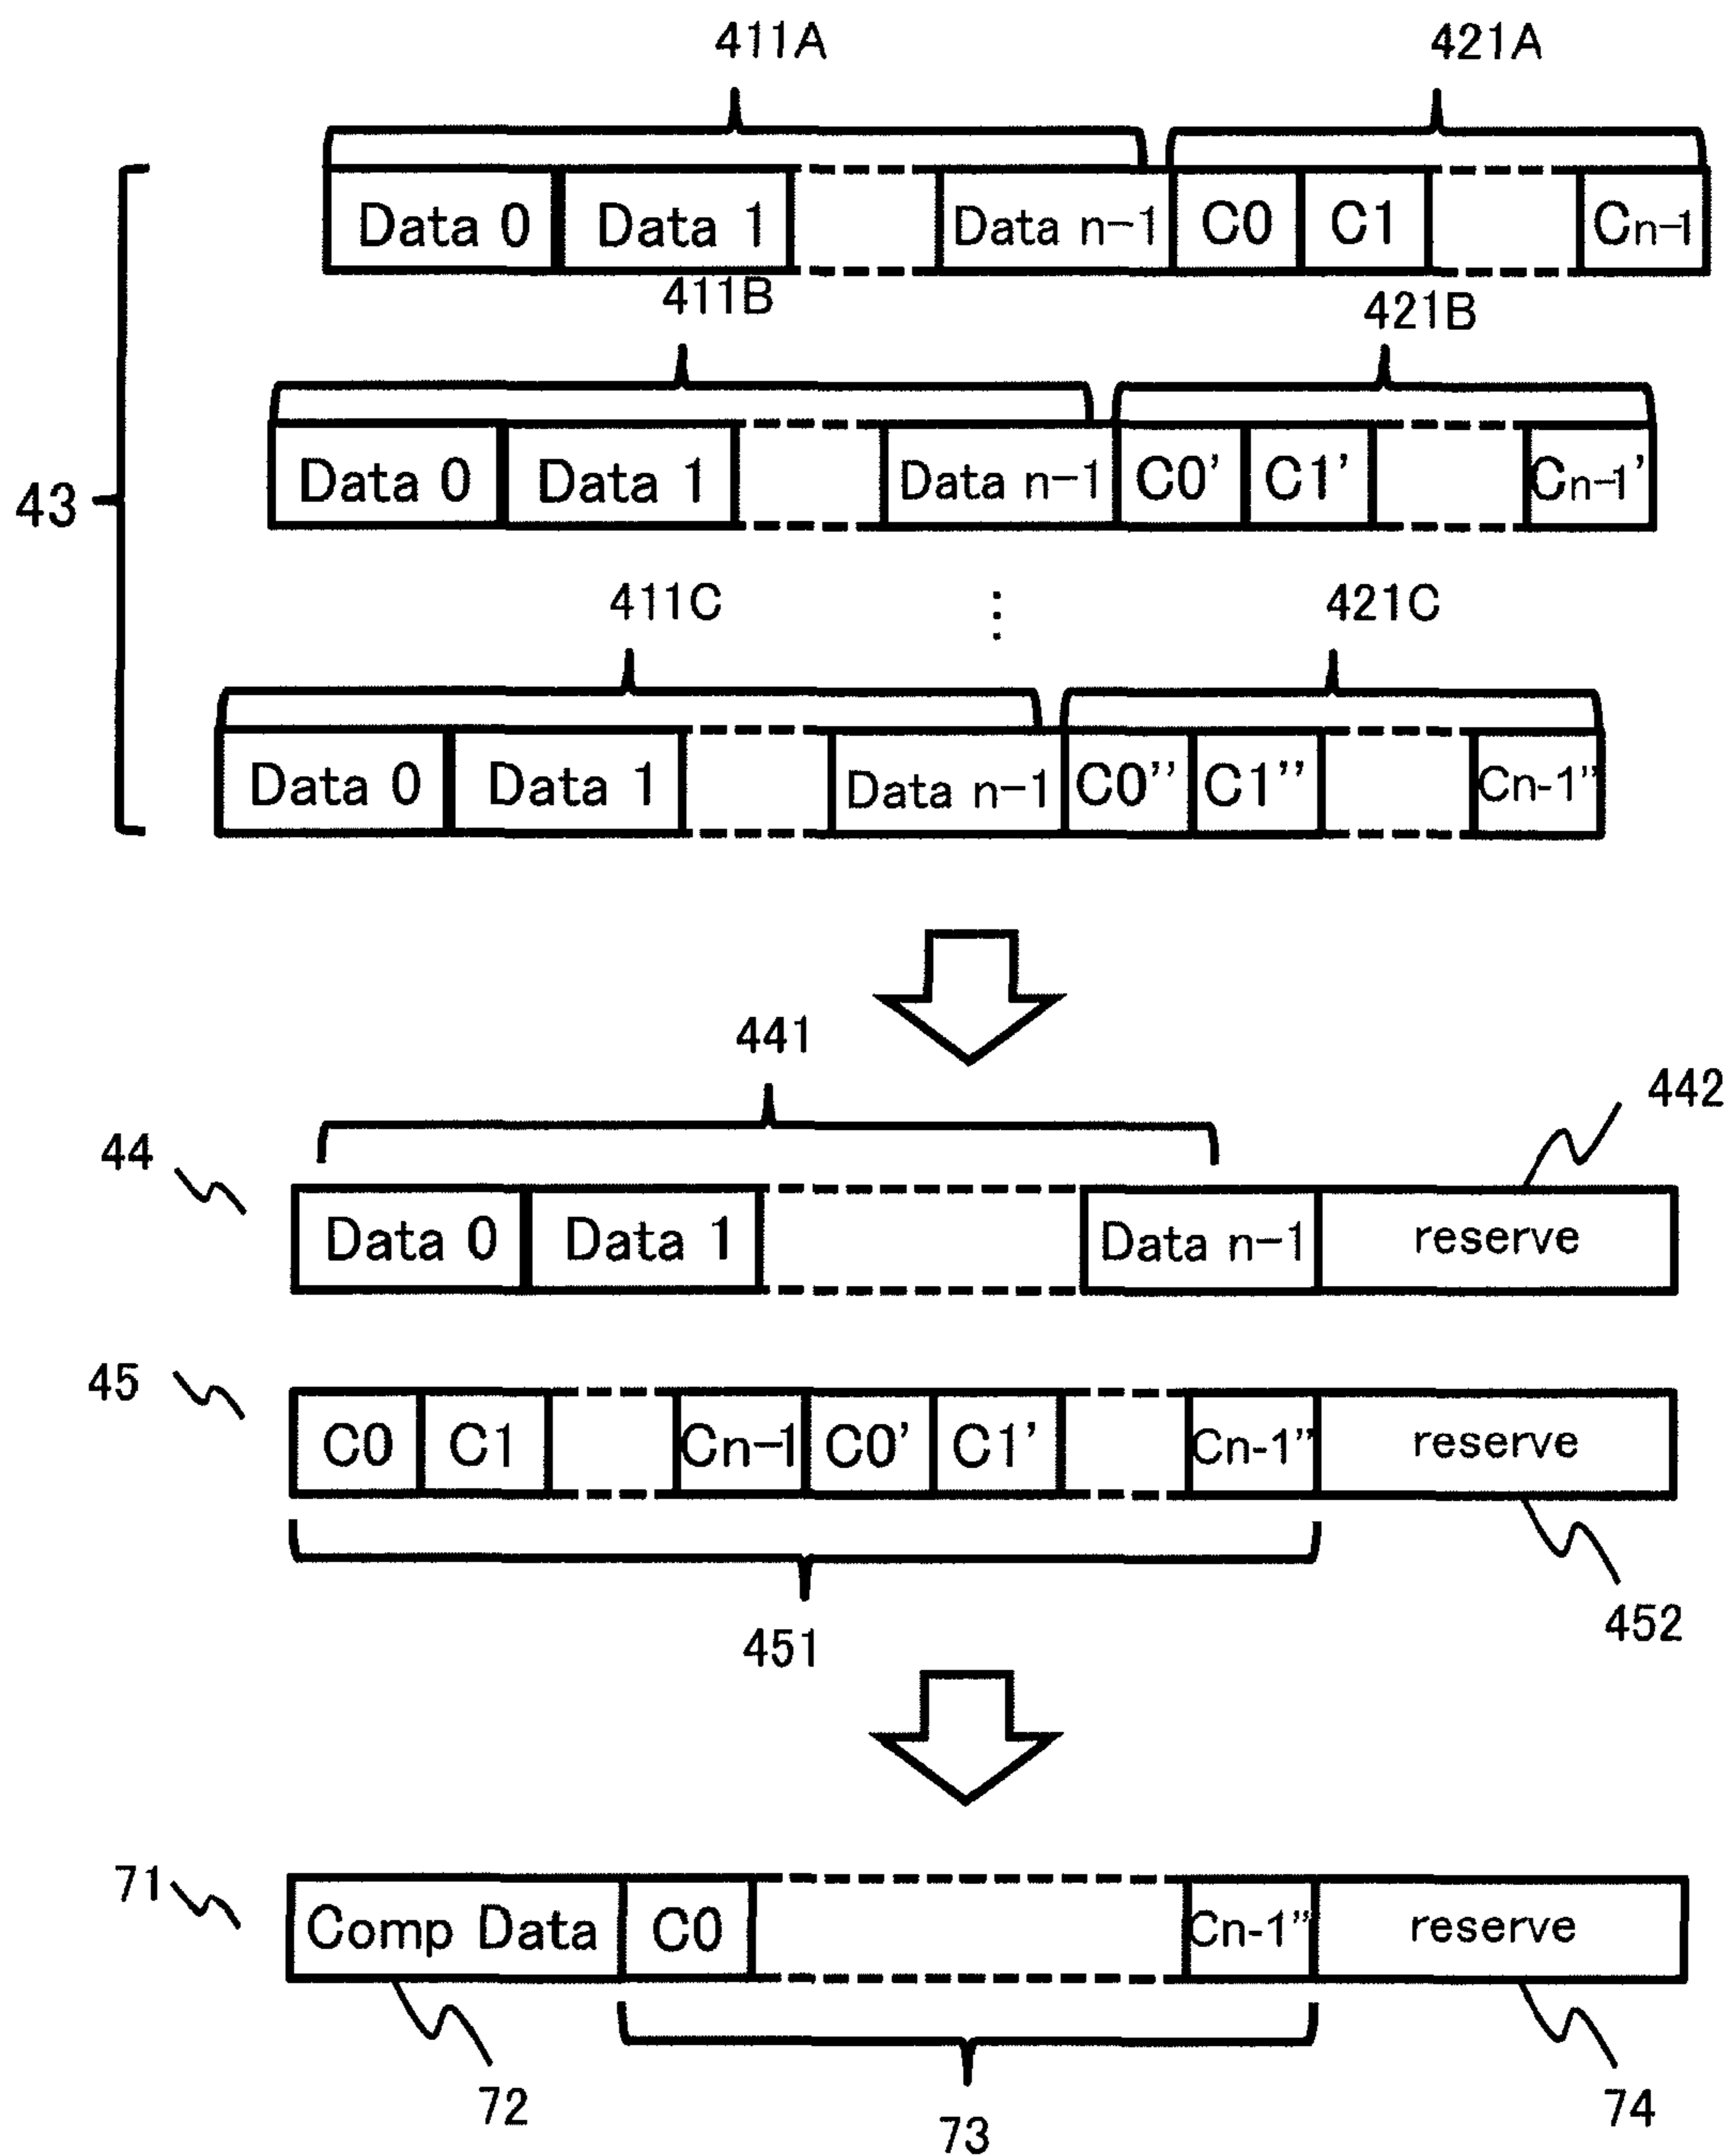 411A 421A
Data 0 Data 1 Data n-1 C0 C1 Cn-1
411B 421B
43 Data 0 Data 1 Data n-1 C0' C1' Cn-1'
411C ⋮ 421C
Data 0 Data 1 Data n-1 C0'' C1'' Cn-1''
441 442
44 Data 0 Data 1 Data n-1 reserve
45 C0 C1 Cn-1 C0' C1' Cn-1'' reserve
451 452
71 Comp Data C0 Cn-1'' reserve
72 73 74